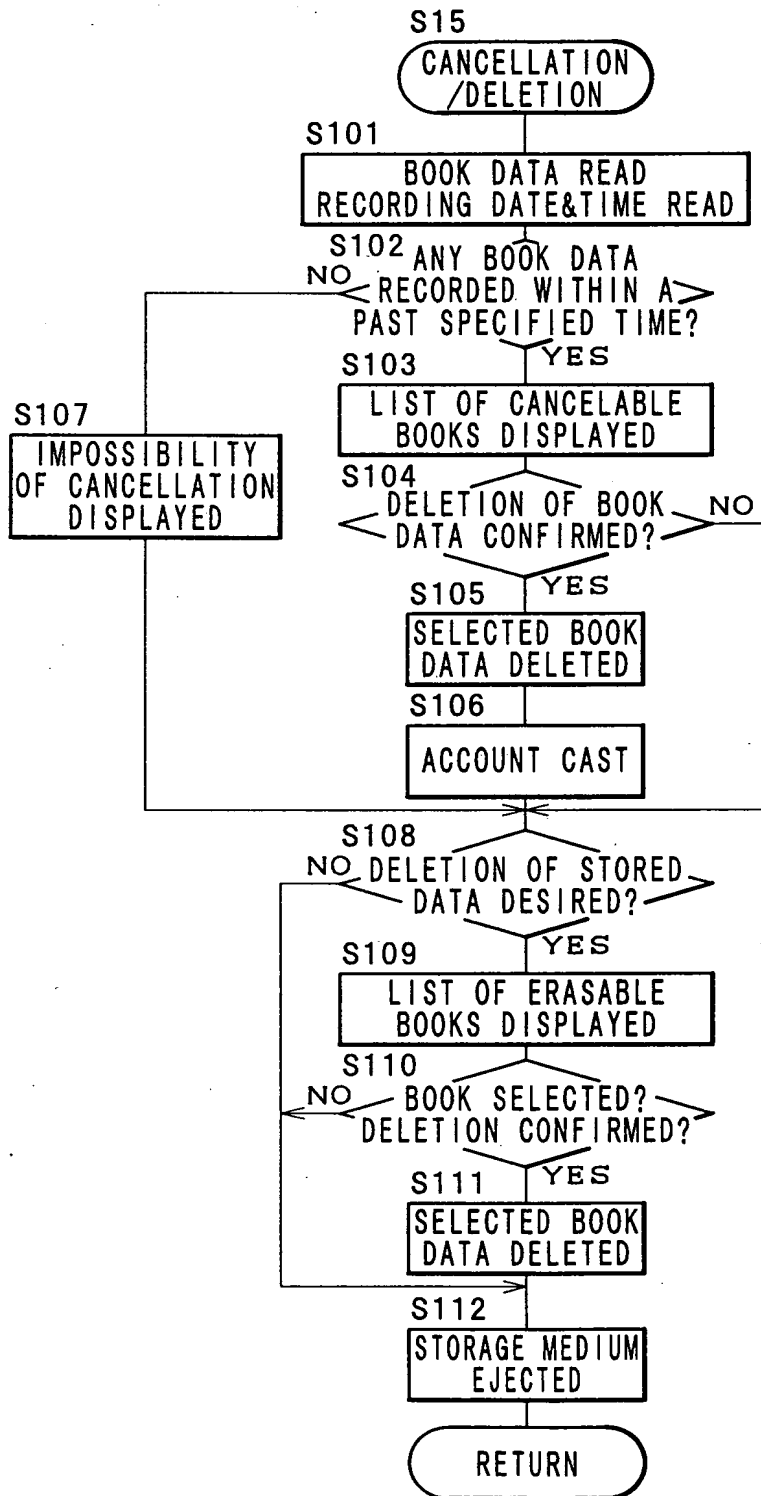 S15
CANCELLATION
/DELETION
S101
BOOK DATA READ
RECORDING DATE&TIME READ
S102
ANY BOOK DATA
NO
RECORDED WITHIN A
PAST SPECIFIED TIME?
YES
S103
LIST OF CANCELABLE
BOOKS DISPLAYED
S107
IMPOSSIBILITY
OF CANCELLATION
DISPLAYED
S104
DELETION OF BOOK
DATA CONFIRMED?
NO
YES
S105
SELECTED BOOK
DATA DELETED
S106
ACCOUNT CAST
S108
NO
DELETION OF STORED
DATA DESIRED?
YES
S109
LIST OF ERASABLE
BOOKS DISPLAYED
S110
NO
BOOK SELECTED?
DELETION CONFIRMED?
YES
S111
SELECTED BOOK
DATA DELETED
S112
STORAGE MEDIUM
EJECTED
RETURN